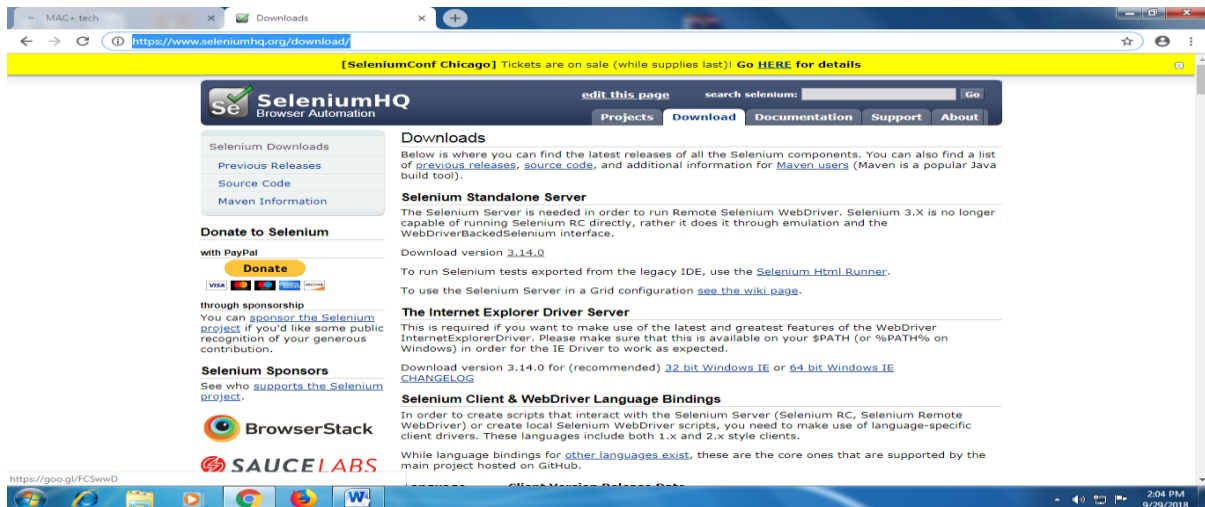 MAC+ tech
Downloads
https://www.seleniumhq.org/download/
[SeleniumConf Chicago] Tickets are on sale (while supplies last)! Go HERE for details
Se
SeleniumHQ
Browser Automation
edit this page
search selenium:
Go
Projects Download Documentation Support About
Selenium Downloads
Previous Releases
Source Code
Maven Information
Donate to Selenium
with PayPal
Donate
VISA
through sponsorship
You can sponsor the Selenium
project if you'd like some public
recognition of your generous
contribution.
Selenium Sponsors
See who supports the Selenium
project.
BrowserStack
SAUCELABS
Downloads
Below is where you can find the latest releases of all the Selenium components. You can also find a list
of previous releases, source code, and additional information for Maven users (Maven is a popular Java
build tool).
Selenium Standalone Server
The Selenium Server is needed in order to run Remote Selenium WebDriver. Selenium 3.X is no longer
capable of running Selenium RC directly, rather it does it through emulation and the
WebDriverBackedSelenium interface.
Download version 3.14.0
To run Selenium tests exported from the legacy IDE, use the Selenium Html Runner.
To use the Selenium Server in a Grid configuration see the wiki page.
The Internet Explorer Driver Server
This is required if you want to make use of the latest and greatest features of the WebDriver
InternetExplorerDriver. Please make sure that this is available on your $PATH (or %PATH% on
Windows) in order for the IE Driver to work as expected.
Download version 3.14.0 for (recommended) 32 bit Windows IE or 64 bit Windows IE
CHANGELOG
Selenium Client & WebDriver Language Bindings
In order to create scripts that interact with the Selenium Server (Selenium RC, Selenium Remote
WebDriver) or create local Selenium WebDriver scripts, you need to make use of language-specific
client drivers. These languages include both 1.x and 2.x style clients.
While language bindings for other languages exist, these are the core ones that are supported by the
main project hosted on GitHub.
Language Client Version Release Date
https://goo.gl/FCSwwD
W
2:04 PM
9/29/2018